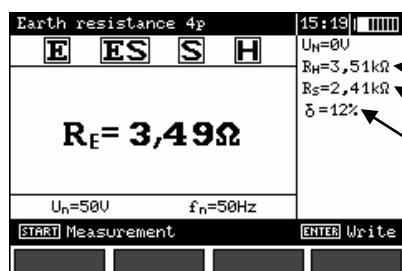 Earth resistance 4p 15:19
E ES S H
UN=0V
RH=3,51kΩ
RS=2,41kΩ
δ=12%
RE= 3,49Ω
Un=50V fn=50Hz
START Measurement ENTER Write